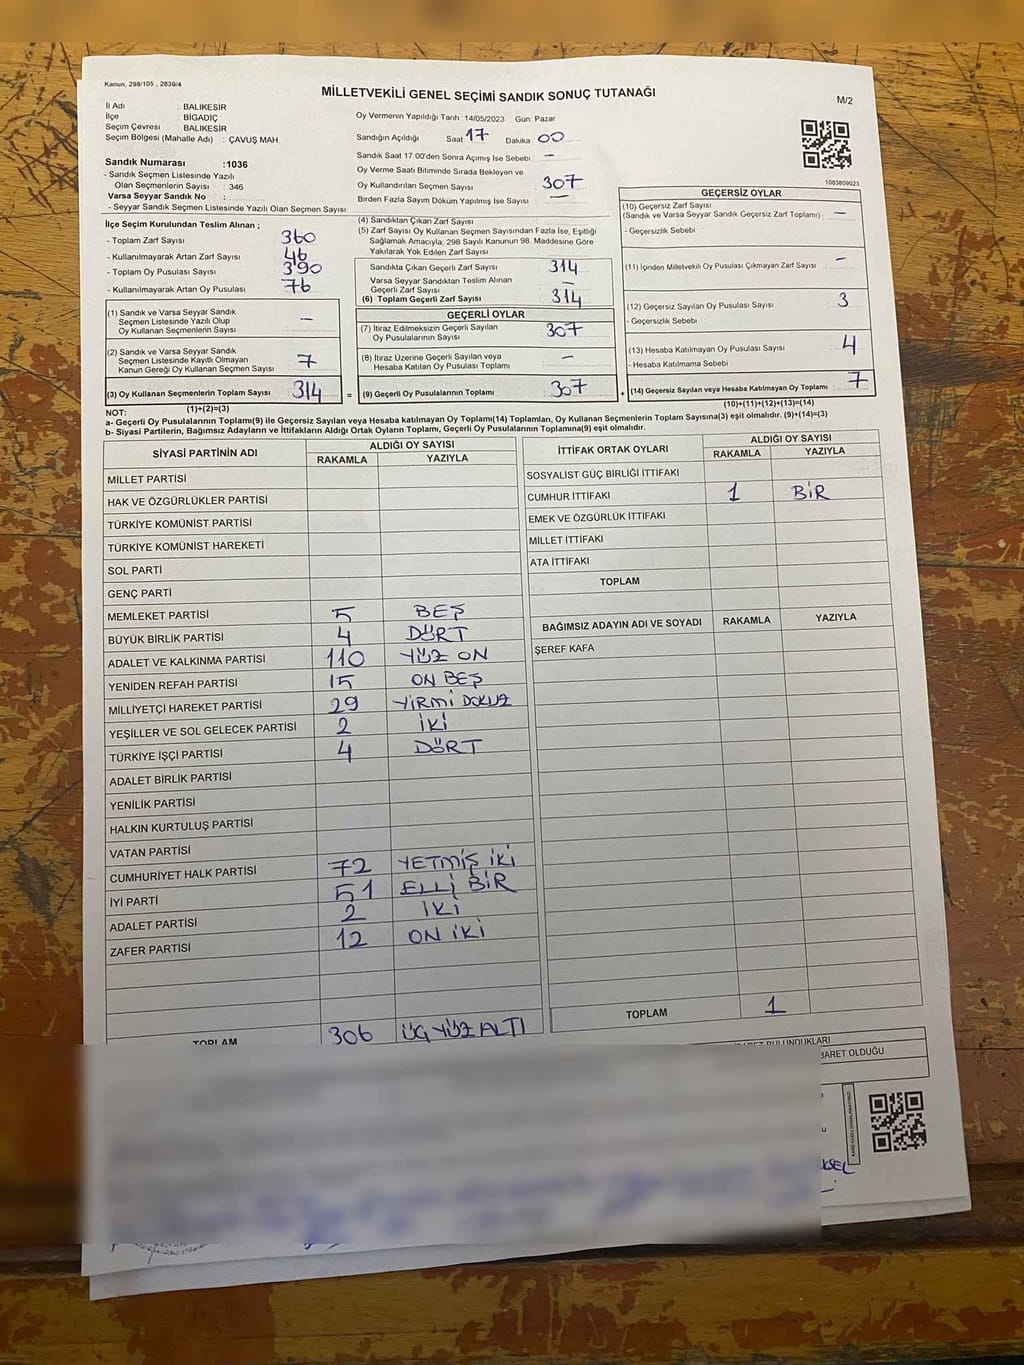 Kanun, 298/105 , 2839/4
MİLLETVEKİLİ GENEL SEÇİMİ SANDIK SONUÇ TUTANAĞI
M/2
İl Adı : BALIKESİR
İlçe : BİGADİÇ
Seçim Çevresi : BALIKESİR
Seçim Bölgesi (Mahalle Adı) : ÇAVUŞ MAH.
Sandık Numarası :1036
- Sandık Seçmen Listesinde Yazılı
Olan Seçmenlerin Sayısı : 346
Varsa Seyyar Sandık No :
- Seyyar Sandık Seçmen Listesinde Yazılı Olan Seçmen Sayısı:
Oy Vermenin Yapıldığı Tarih :14/05/2023 Gün: Pazar
Sandığın Açıldığı Saat 17 Dakika 00
Sandık Saat 17.00'den Sonra Açımış İse Sebebi : —
Oy Verme Saati Bitiminde Sırada Bekleyen ve
Oy Kullandırılan Seçmen Sayısı 307
Birden Fazla Sayım Döküm Yapılmış İse Sayısı —
1083809023
İlçe Seçim Kurulundan Teslim Alınan ;
- Toplam Zarf Sayısı 360
- Kullanılmayarak Artan Zarf Sayısı 46
- Toplam Oy Pusulası Sayısı 390
- Kullanılmayarak Artan Oy Pusulası 76
(1) Sandık ve Varsa Seyyar Sandık
Seçmen Listesinde Yazılı Olup
Oy Kullanan Seçmenlerin Sayısı —
(2) Sandık ve Varsa Seyyar Sandık
Seçmen Listesinde Kayıtlı Olmayan
Kanun Gereği Oy Kullanan Seçmen Sayısı 7
(3) Oy Kullanan Seçmenlerin Toplam Sayısı 314
(1)+(2)=(3)
(4) Sandıktan Çıkan Zarf Sayısı
(5) Zarf Sayısı Oy Kullanan Seçmen Sayısından Fazla İse, Eşitliği
Sağlamak Amacıyla, 298 Sayılı Kanunun 98. Maddesine Göre
Yakılarak Yok Edilen Zarf Sayısı
Sandıkta Çıkan Geçerli Zarf Sayısı 314
Varsa Seyyar Sandıktan Teslim Alınan
Geçerli Zarf Sayısı —
(6) Toplam Geçerli Zarf Sayısı 314
GEÇERLİ OYLAR
(7) İtiraz Edilmeksizin Geçerli Sayılan
Oy Pusulalarının Sayısı 307
(8) İtiraz Üzerine Geçerli Sayılan veya
Hesaba Katılan Oy Pusulası Toplamı —
= (9) Geçerli Oy Pusulalarının Toplamı 307
GEÇERSİZ OYLAR
(10) Geçersiz Zarf Sayısı
(Sandık ve Varsa Seyyar Sandık Geçersiz Zarf Toplamı) : —
- Geçersizlik Sebebi :
(11) İçinden Milletvekili Oy Pusulası Çıkmayan Zarf Sayısı —
(12) Geçersiz Sayılan Oy Pusulası Sayısı 3
- Geçersizlik Sebebi :
(13) Hesaba Katılmayan Oy Pusulası Sayısı 4
- Hesaba Katılmama Sebebi :
+ (14) Geçersiz Sayılan veya Hesaba Katılmayan Oy Toplamı 7
(10)+(11)+(12)+(13)=(14)
NOT:
a- Geçerli Oy Pusulalarının Toplamı(9) ile Geçersiz Sayılan veya Hesaba katılmayan Oy Toplamı(14) Toplamları, Oy Kullanan Seçmenlerin Toplam Sayısına(3) eşit olmalıdır. (9)+(14)=(3)
b- Siyasi Partilerin, Bağımsız Adayların ve İttifakların Aldığı Ortak Oyların Toplamı, Geçerli Oy Pusulalarının Toplamına(9) eşit olmalıdır.
SİYASİ PARTİNİN ADI ALDIĞI OY SAYISI
RAKAMLA YAZIYLA
MİLLET PARTİSİ
HAK VE ÖZGÜRLÜKLER PARTİSİ
TÜRKİYE KOMÜNİST PARTİSİ
TÜRKİYE KOMÜNİST HAREKETİ
SOL PARTİ
GENÇ PARTİ
MEMLEKET PARTİSİ 5 BEŞ
BÜYÜK BİRLİK PARTİSİ 4 DÖRT
ADALET VE KALKINMA PARTİSİ 110 YÜZ ON
YENİDEN REFAH PARTİSİ 15 ON BEŞ
MİLLİYETÇİ HAREKET PARTİSİ 29 YİRMİ DOKUZ
YEŞİLLER VE SOL GELECEK PARTİSİ 2 İKİ
TÜRKİYE İŞÇİ PARTİSİ 4 DÖRT
ADALET BİRLİK PARTİSİ
YENİLİK PARTİSİ
HALKIN KURTULUŞ PARTİSİ
VATAN PARTİSİ
CUMHURİYET HALK PARTİSİ 72 YETMİŞ İKİ
İYİ PARTİ 51 ELLİ BİR
ADALET PARTİSİ 2 İKİ
ZAFER PARTİSİ 12 ON İKİ
TOPLAM 306 ÜÇ YÜZ ALTI
İTTİFAK ORTAK OYLARI ALDIĞI OY SAYISI
RAKAMLA YAZIYLA
SOSYALİST GÜÇ BİRLİĞİ İTTİFAKI
CUMHUR İTTİFAKI 1 BİR
EMEK VE ÖZGÜRLÜK İTTİFAKI
MİLLET İTTİFAKI
ATA İTTİFAKI
TOPLAM
BAĞIMSIZ ADAYIN ADI VE SOYADI RAKAMLA YAZIYLA
ŞEREF KAFA
TOPLAM 1
BULUNDUKLARI
BARET OLDUĞU